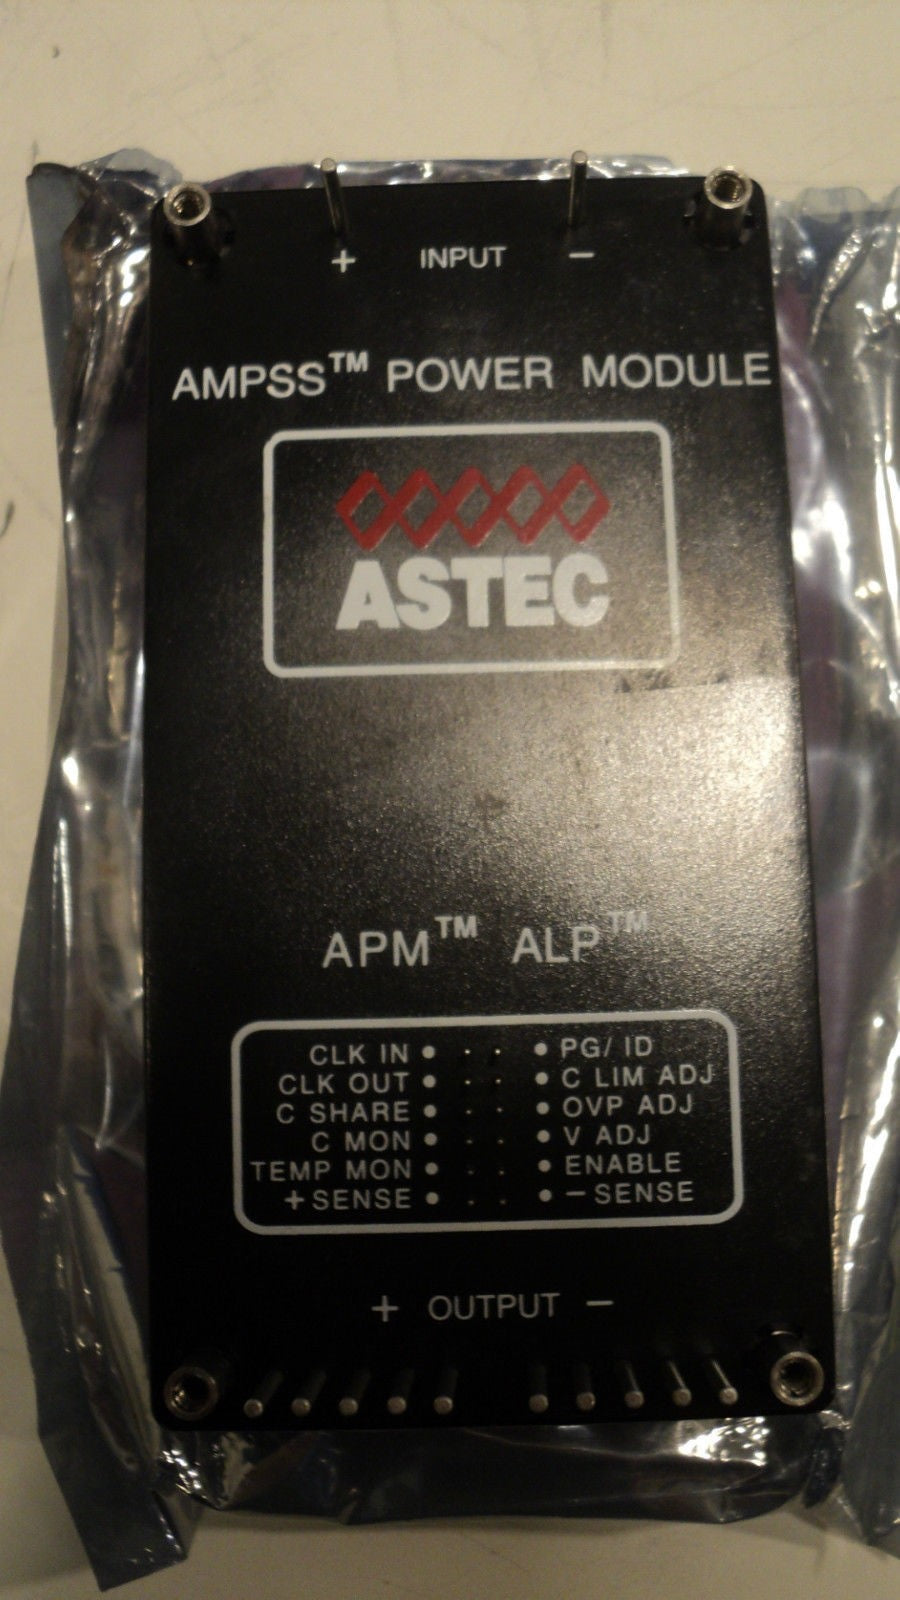 + INPUT −
AMPSS™ POWER MODULE
ASTEC
APM™ ALP™
CLK IN • • PG/ ID
CLK OUT • • C LIM ADJ
C SHARE • • OVP ADJ
C MON • • V ADJ
TEMP MON • • ENABLE
+ SENSE • • − SENSE
+ OUTPUT −